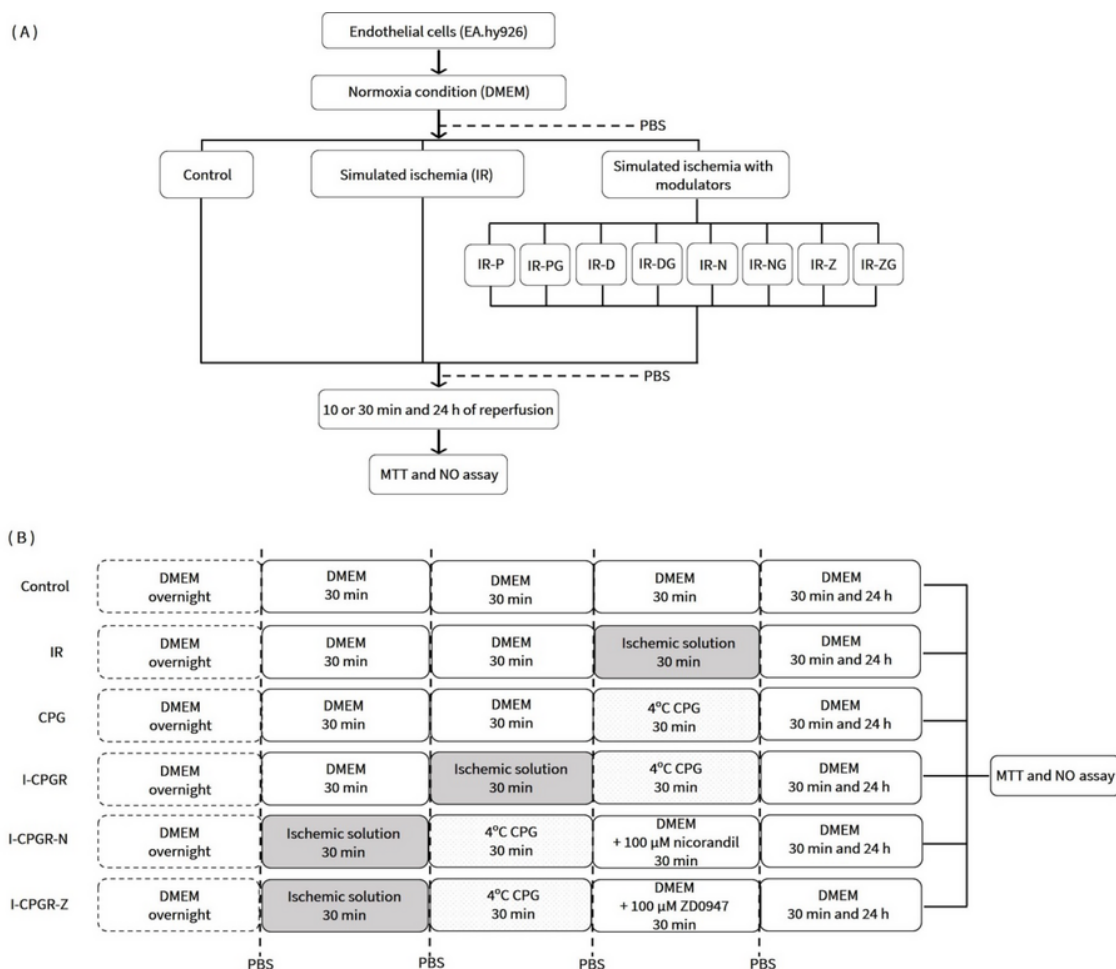 (A)
Endothelial cells (EA.hy926)
Normoxia condition (DMEM)
PBS
Control
Simulated ischemia (IR)
Simulated ischemia with
modulators
IR-P
IR-PG
IR-D
IR-DG
IR-N
IR-NG
IR-Z
IR-ZG
PBS
10 or 30 min and 24 h of reperfusion
MTT and NO assay
(B)
Control
DMEM
overnight
DMEM
30 min
DMEM
30 min
DMEM
30 min
DMEM
30 min and 24 h
IR
DMEM
overnight
DMEM
30 min
DMEM
30 min
Ischemic solution
30 min
DMEM
30 min and 24 h
CPG
DMEM
overnight
DMEM
30 min
DMEM
30 min
4°C CPG
30 min
DMEM
30 min and 24 h
I-CPGR
DMEM
overnight
DMEM
30 min
Ischemic solution
30 min
4°C CPG
30 min
DMEM
30 min and 24 h
MTT and NO assay
I-CPGR-N
DMEM
overnight
Ischemic solution
30 min
4°C CPG
30 min
DMEM
+ 100 µM nicorandil
30 min
DMEM
30 min and 24 h
I-CPGR-Z
DMEM
overnight
Ischemic solution
30 min
4°C CPG
30 min
DMEM
+ 100 µM ZD0947
30 min
DMEM
30 min and 24 h
PBS
PBS
PBS
PBS